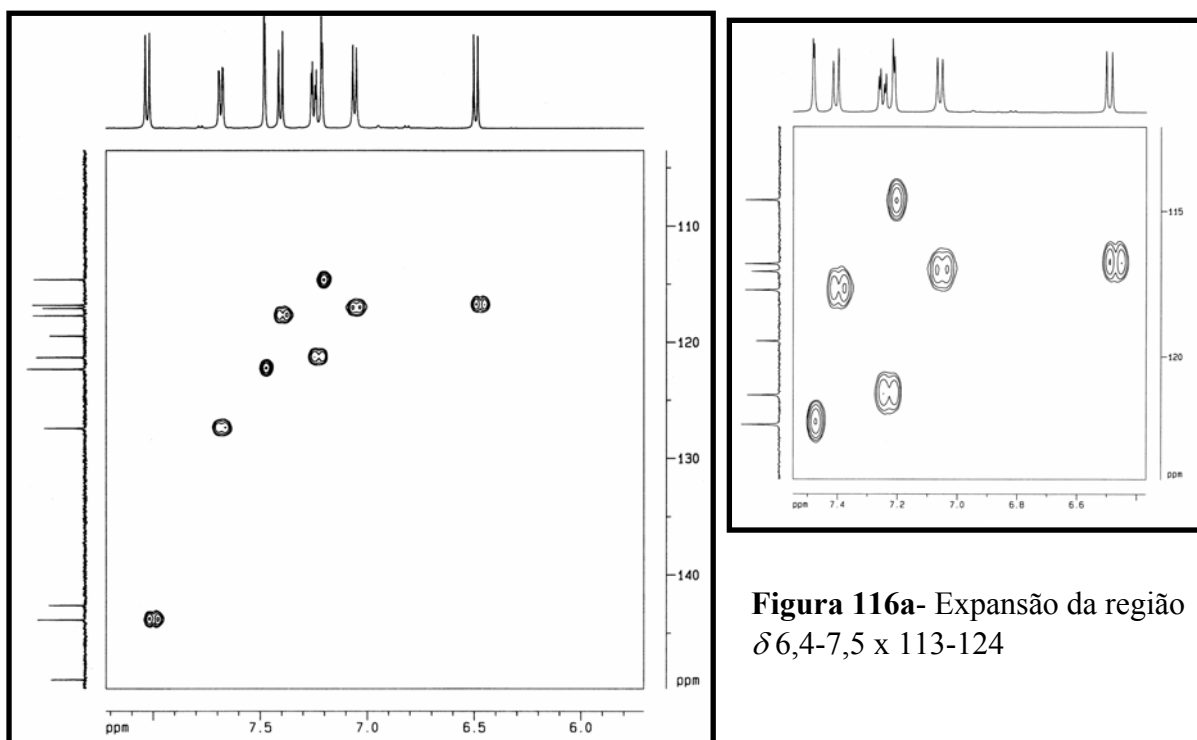 110
120
130
140
ppm
ppm
7.5
7.0
6.5
6.0
115
120
ppm
ppm
7.4
7.2
7.0
6.8
6.6
Figura 116a- Expansão da região
δ 6,4-7,5 x 113-124